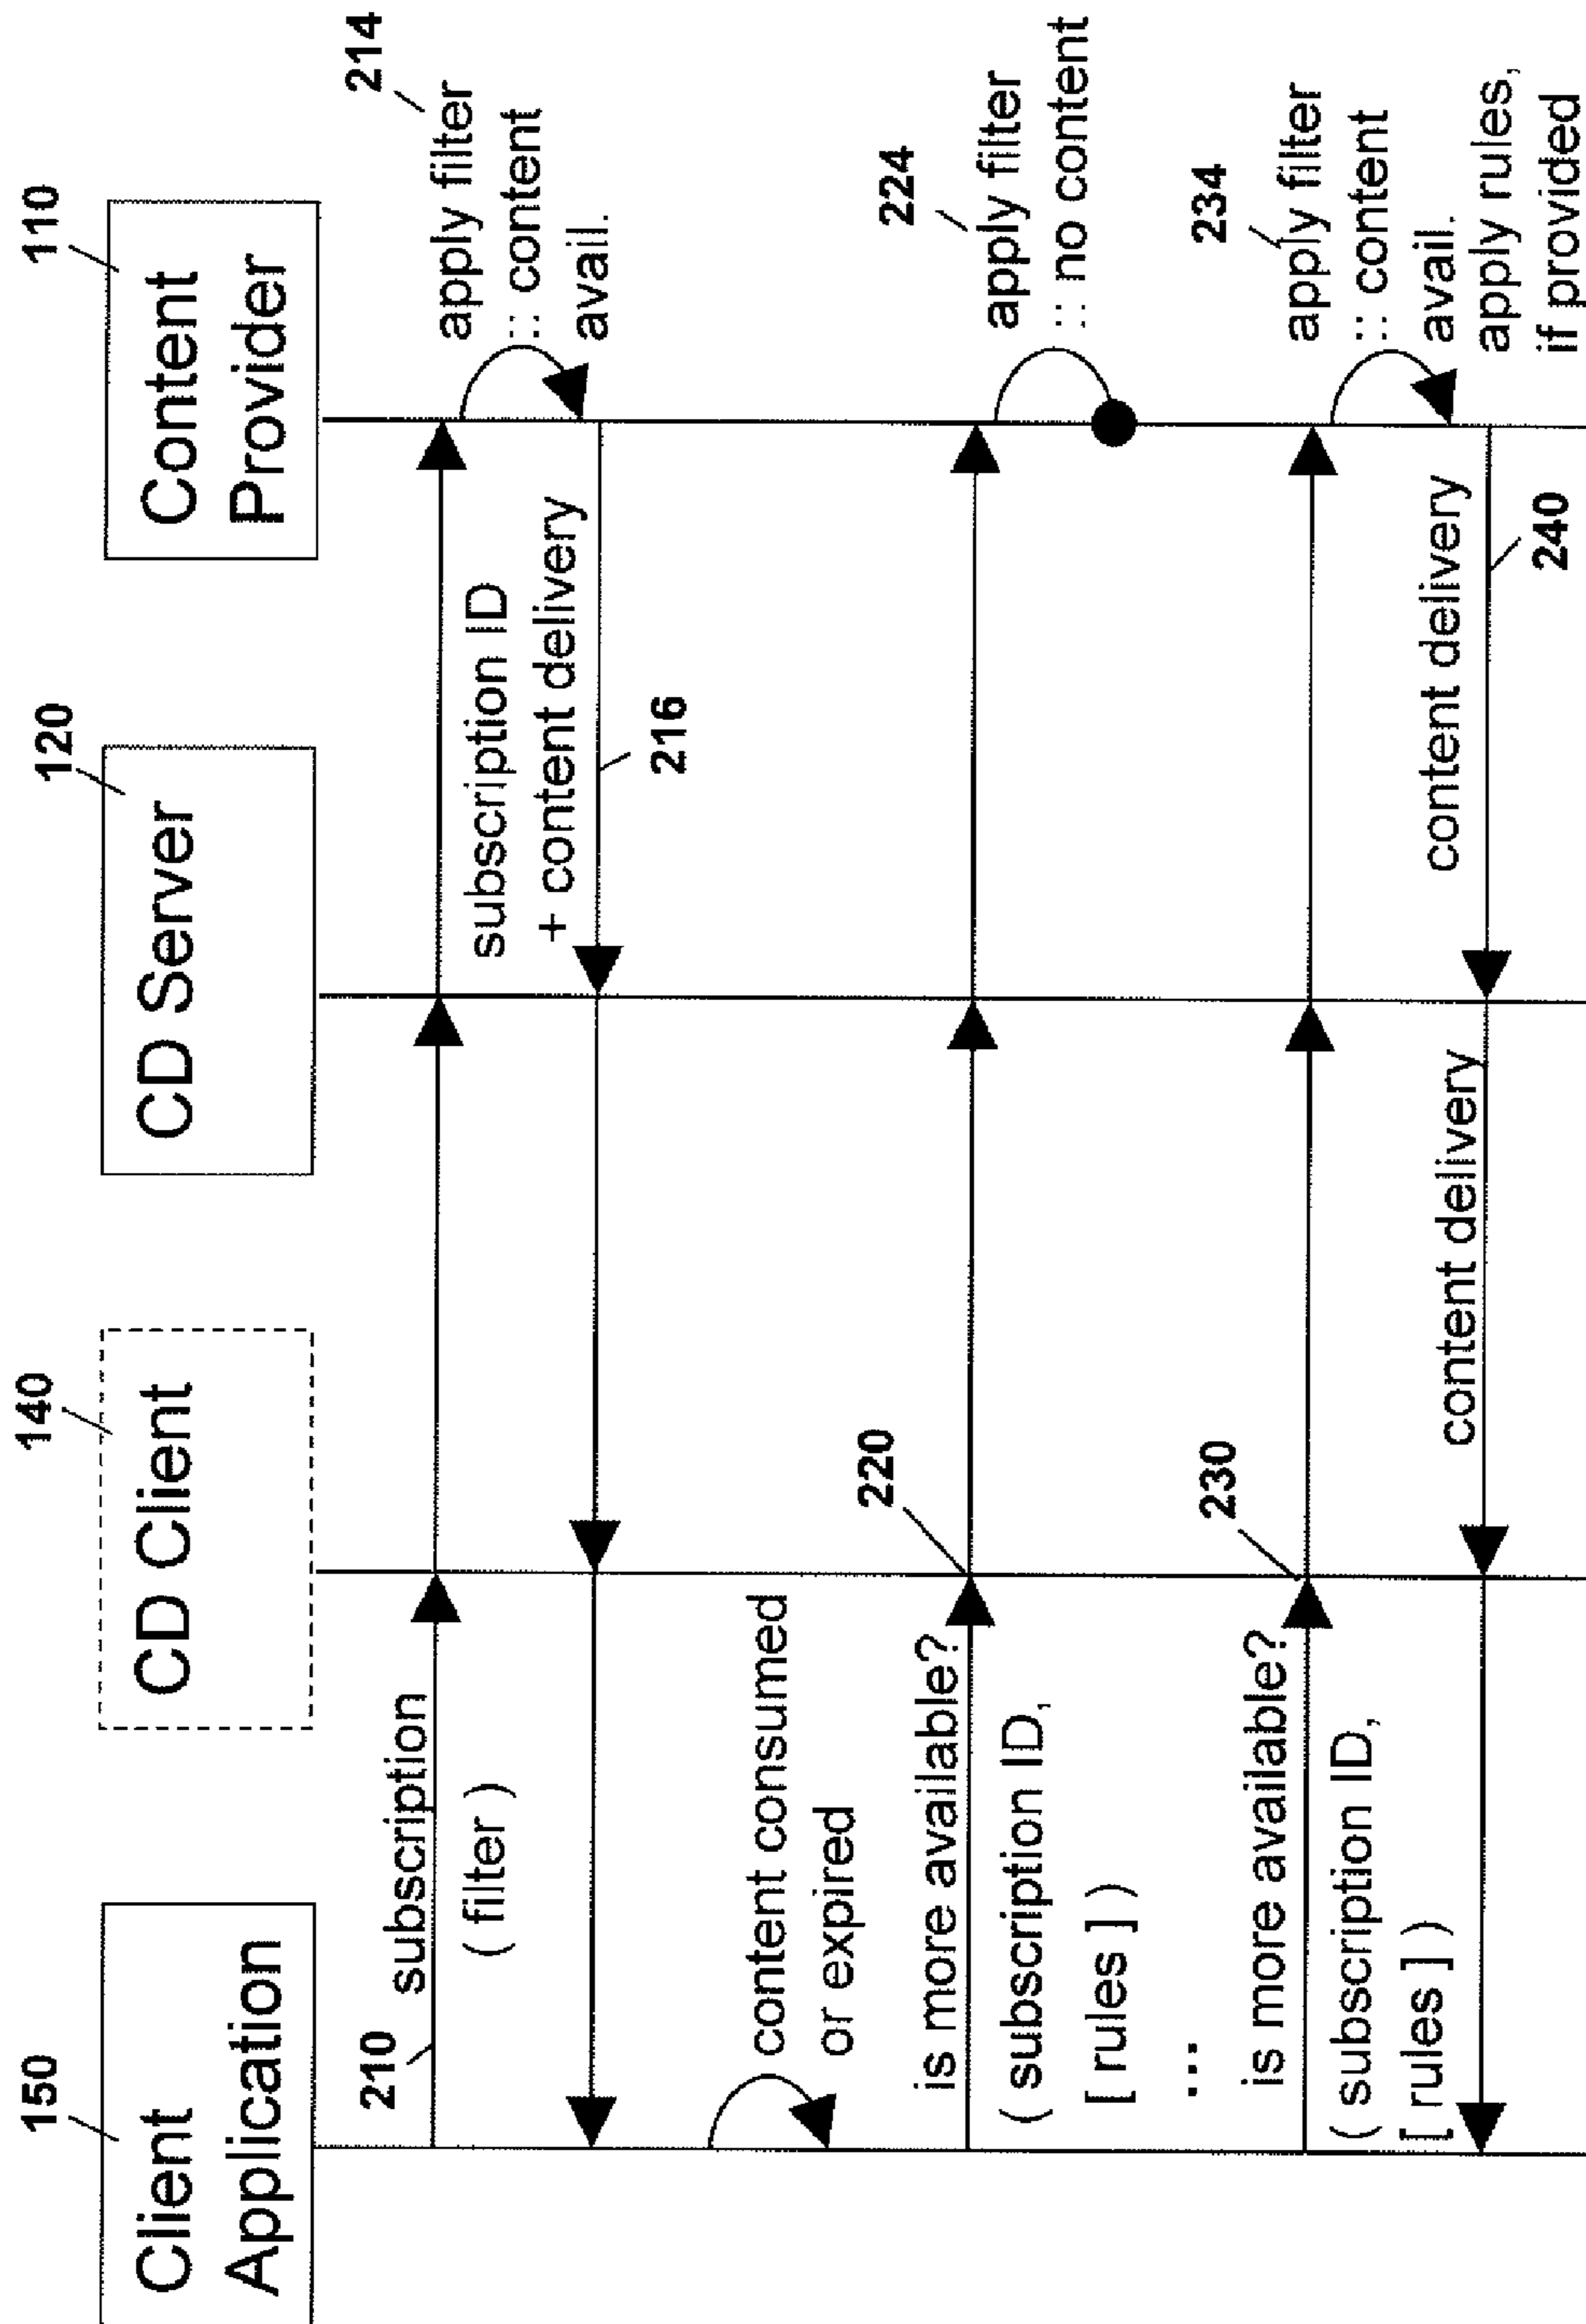 150
Client
Application
140
CD Client
120
CD Server
110
Content
Provider
210
subscription
( filter )
214
apply filter
:: content
avail.
subscription ID
+ content delivery
216
content consumed
or expired
220
is more available?
( subscription ID,
[ rules ] )
224
apply filter
:: no content
...
230
is more available?
( subscription ID,
[ rules ] )
234
apply filter
:: content
avail.
apply rules,
if provided
content delivery
content delivery
240